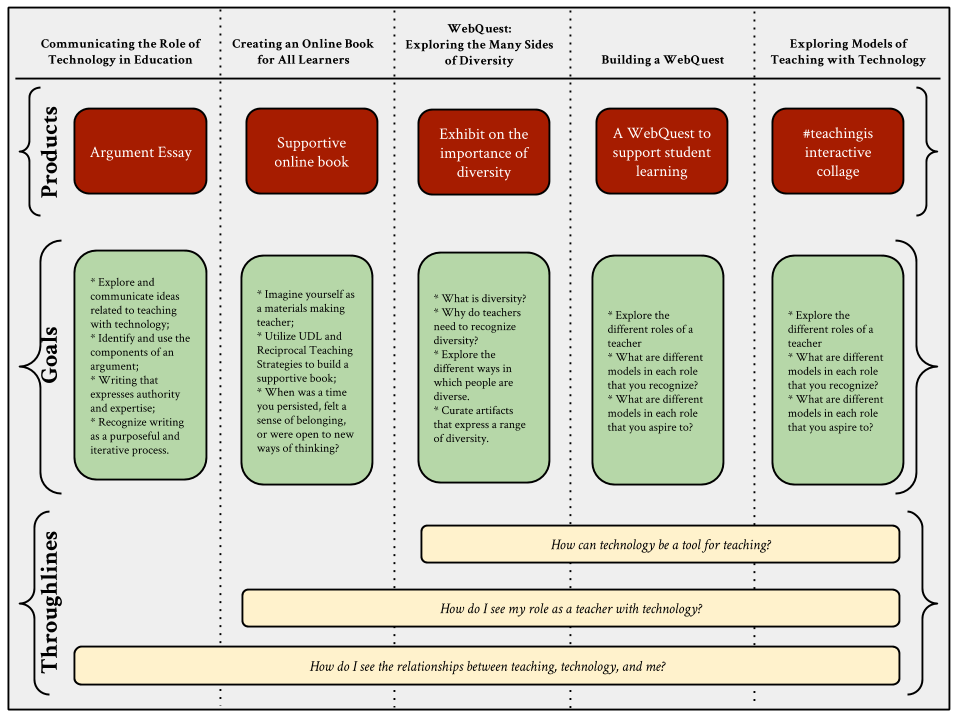 Communicating the Role of
Technology in Education
Creating an Online Book
for All Learners
WebQuest:
Exploring the Many Sides
of Diversity
Building a WebQuest
Exploring Models of
Teaching with Technology
Products
Argument Essay
Supportive
online book
Exhibit on the
importance of
diversity
A WebQuest to
support student
learning
#teachingis
interactive
collage
Goals
* Explore and
communicate ideas
related to teaching
with technology;
* Identify and use the
components of an
argument;
* Writing that
expresses authority
and expertise;
* Recognize writing
as a purposeful and
iterative process.
* Imagine yourself as
a materials making
teacher;
* Utilize UDL and
Reciprocal Teaching
Strategies to build a
supportive book;
* When was a time
you persisted, felt a
sense of belonging,
or were open to new
ways of thinking?
* What is diversity?
* Why do teachers
need to recognize
diversity?
* Explore the
different ways in
which people are
diverse.
* Curate artifacts
that express a range
of diversity.
* Explore the
different roles of a
teacher
* What are different
models in each role
that you recognize?
* What are different
models in each role
that you aspire to?
* Explore the
different roles of a
teacher
* What are different
models in each role
that you recognize?
* What are different
models in each role
that you aspire to?
Throughlines
How can technology be a tool for teaching?
How do I see my role as a teacher with technology?
How do I see the relationships between teaching, technology, and me?